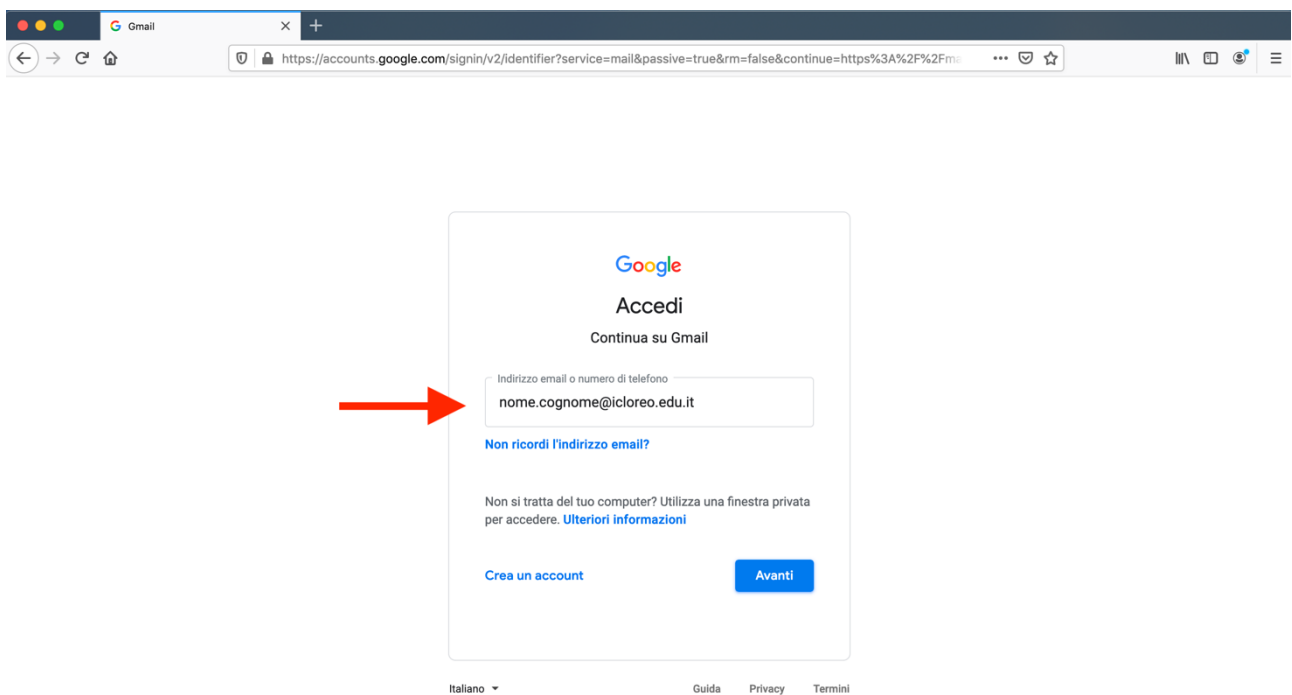 Gmail
https://accounts.google.com/signin/v2/identifier?service=mail&passive=true&rm=false&continue=https%3A%2F%2Fma
Google
Accedi
Continua su Gmail
Indirizzo email o numero di telefono
nome.cognome@icloreo.edu.it
Non ricordi l'indirizzo email?
Non si tratta del tuo computer? Utilizza una finestra privata
per accedere. Ulteriori informazioni
Crea un account Avanti
Italiano Guida Privacy Termini